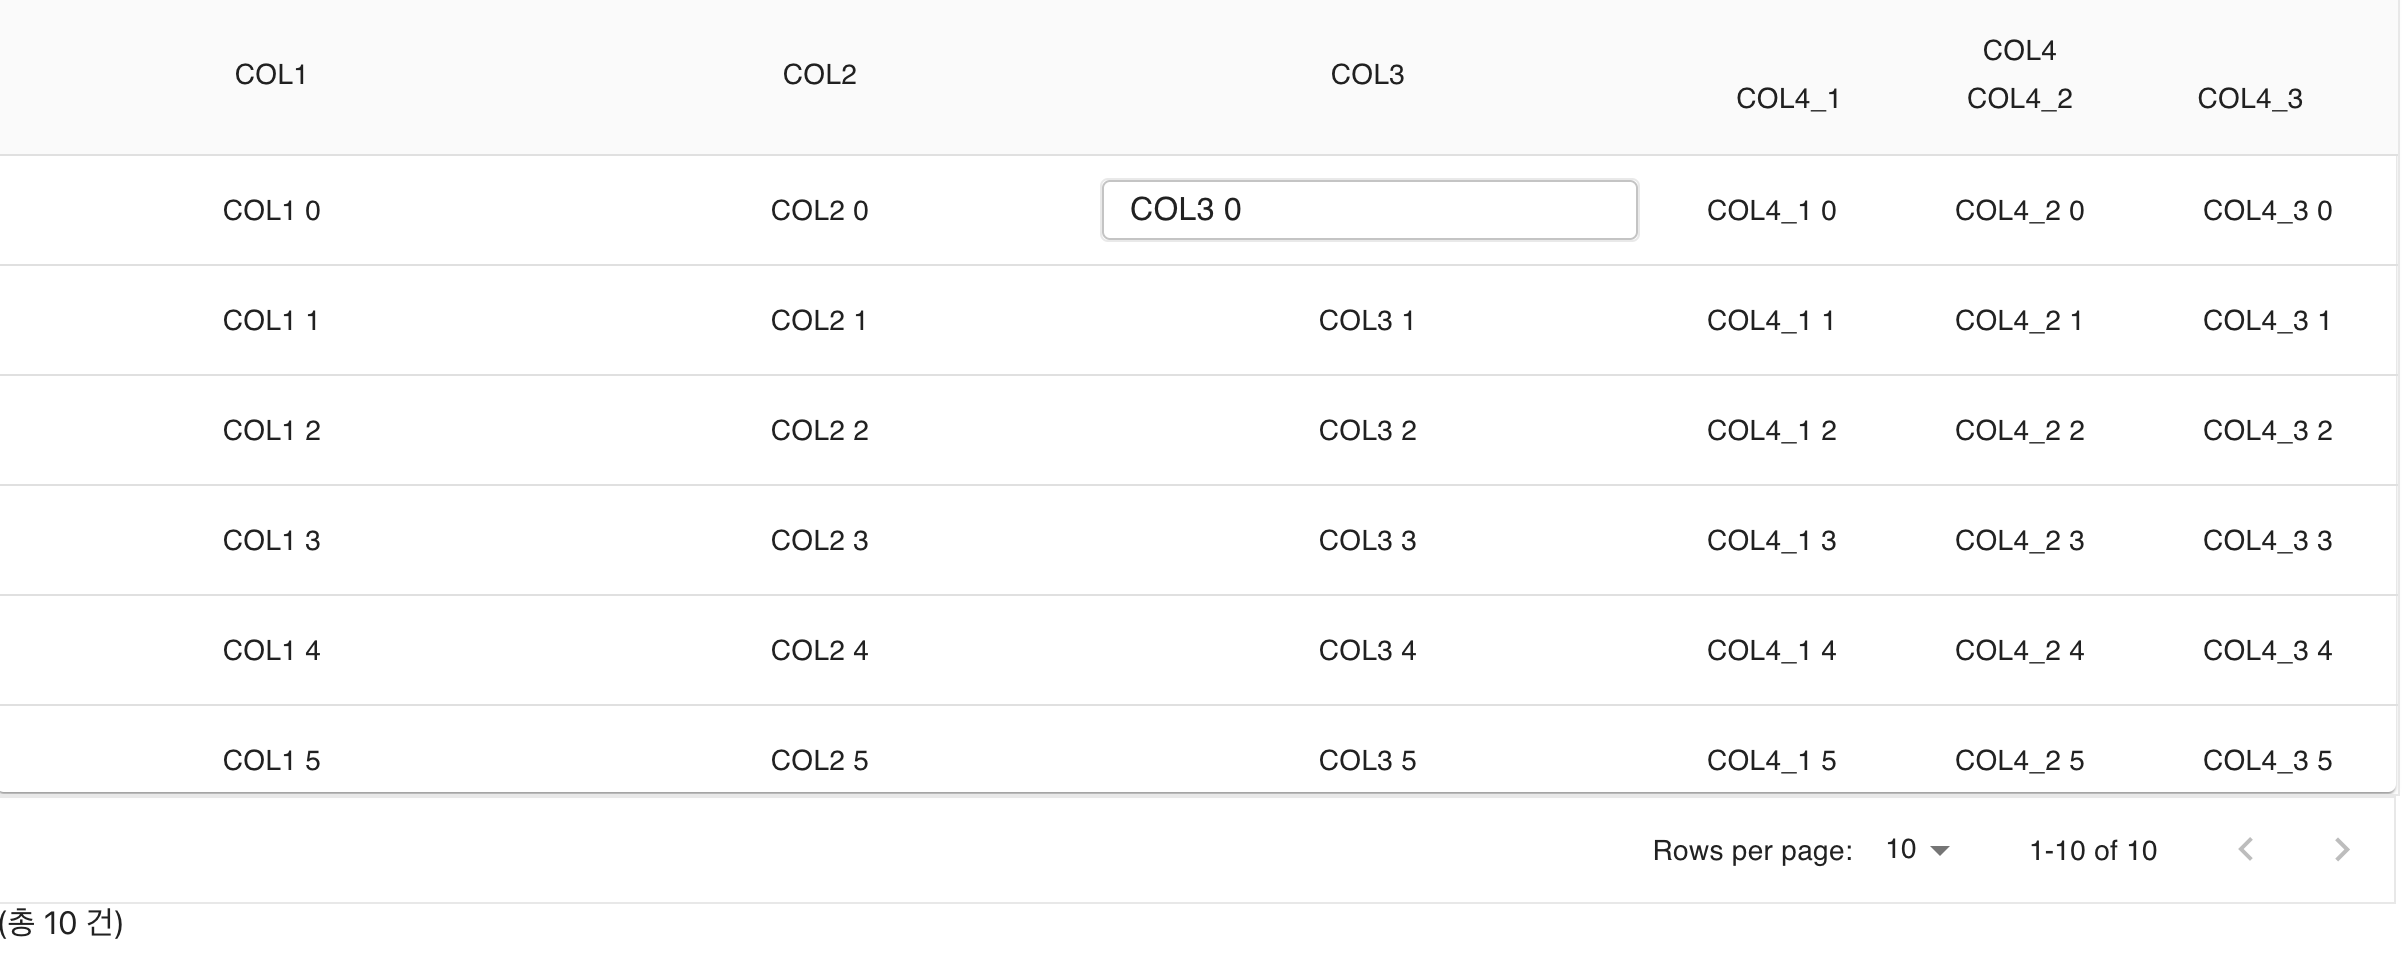 COL1 COL2 COL3 COL4
COL4_1 COL4_2 COL4_3
COL1 0 COL2 0 COL3 0 COL4_1 0 COL4_2 0 COL4_3 0
COL1 1 COL2 1 COL3 1 COL4_1 1 COL4_2 1 COL4_3 1
COL1 2 COL2 2 COL3 2 COL4_1 2 COL4_2 2 COL4_3 2
COL1 3 COL2 3 COL3 3 COL4_1 3 COL4_2 3 COL4_3 3
COL1 4 COL2 4 COL3 4 COL4_1 4 COL4_2 4 COL4_3 4
COL1 5 COL2 5 COL3 5 COL4_1 5 COL4_2 5 COL4_3 5
Rows per page: 10 1-10 of 10
(총 10 건)